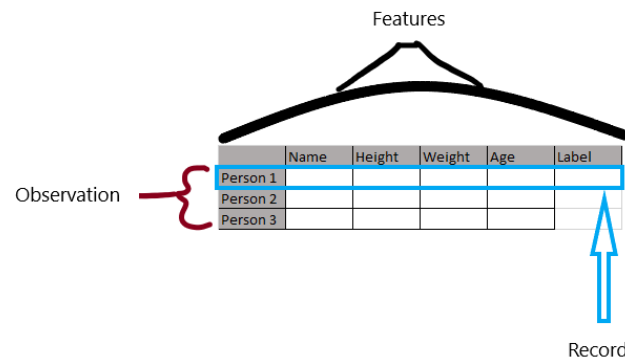 Features
Name Height Weight Age Label
Person 1
Observation
Person 2
Person 3
Record